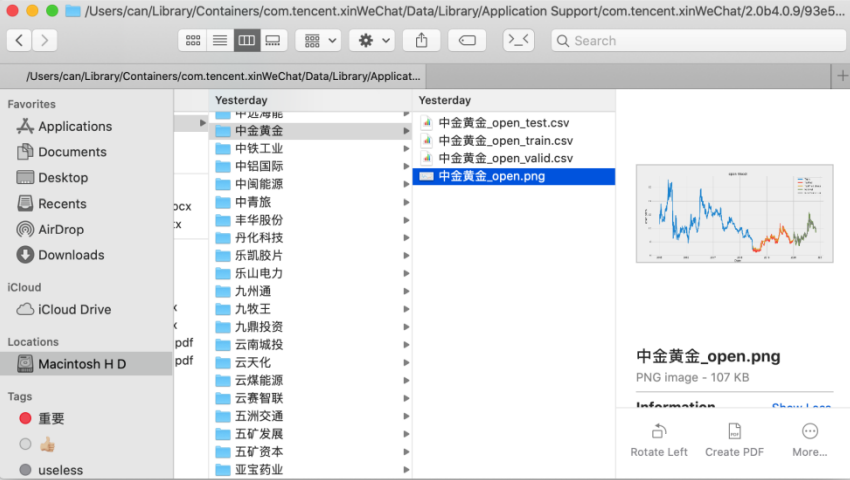 /Users/can/Library/Containers/com.tencent.xinWeChat/Data/Library/Application Support/com.tencent.xinWeChat/2.0b4.0.9/93e5...
Search
/Users/can/Library/Containers/com.tencent.xinWeChat/Data/Library/Applicat...
Favorites
Applications
Documents
Desktop
Recents
AirDrop
Downloads
iCloud
iCloud Drive
Locations
Macintosh H D
Tags
重要
👍🏼
useless
ocx
tx
x
x
pdf
pdf
Yesterday
中远海能
中金黄金
中铁工业
中铝国际
中闽能源
中青旅
丰华股份
丹化科技
乐凯胶片
乐山电力
九州通
九牧王
九鼎投资
云南城投
云天化
云煤能源
云赛智联
五洲交通
五矿发展
五矿资本
亚宝药业
Yesterday
中金黄金_open_test.csv
中金黄金_open_train.csv
中金黄金_open_valid.csv
中金黄金_open.png
中金黄金_open.png
PNG image - 107 KB
Information
Show Less
Rotate Left
Create PDF
More...